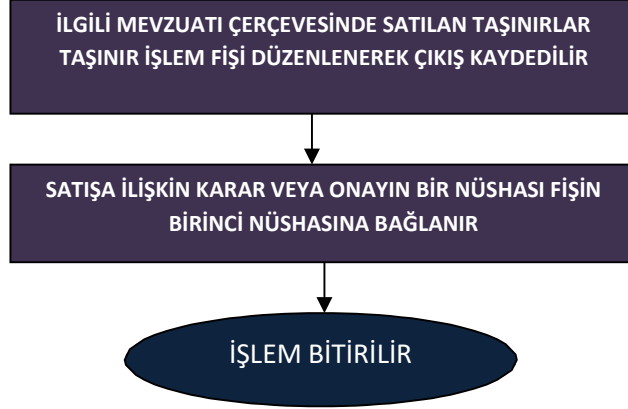 İLGİLİ MEVZUATI ÇERÇEVESİNDE SATILAN TAŞINIRLAR
TAŞINIR İŞLEM FİŞİ DÜZENLENEREK ÇIKIŞ KAYDEDİLİR
SATIŞA İLİŞKİN KARAR VEYA ONAYIN BİR NÜSHASI FİŞİN
BİRİNCİ NÜSHASINA BAĞLANIR
İŞLEM BİTİRİLİR